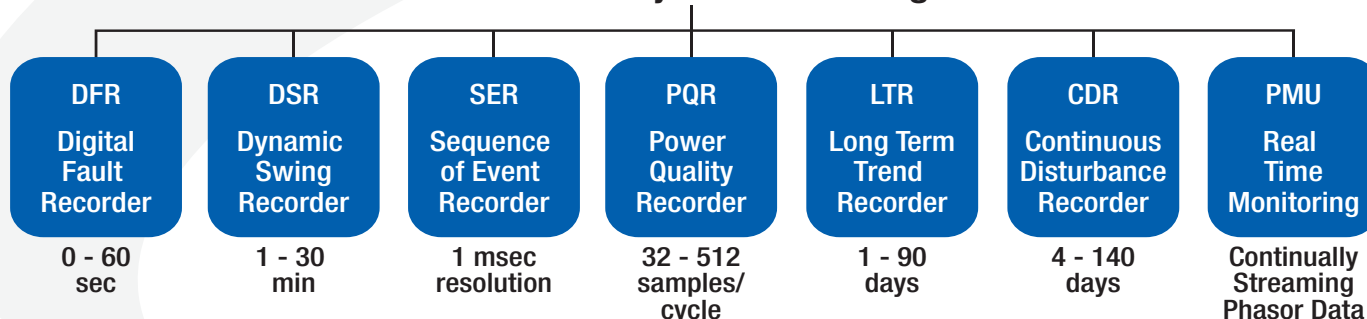 DFR
Digital
Fault
Recorder
0 - 60
sec
DSR
Dynamic
Swing
Recorder
1 - 30
min
SER
Sequence
of Event
Recorder
1 msec
resolution
PQR
Power
Quality
Recorder
32 - 512
samples/
cycle
LTR
Long Term
Trend
Recorder
1 - 90
days
CDR
Continuous
Disturbance
Recorder
4 - 140
days
PMU
Real
Time
Monitoring
Continually
Streaming
Phasor Data